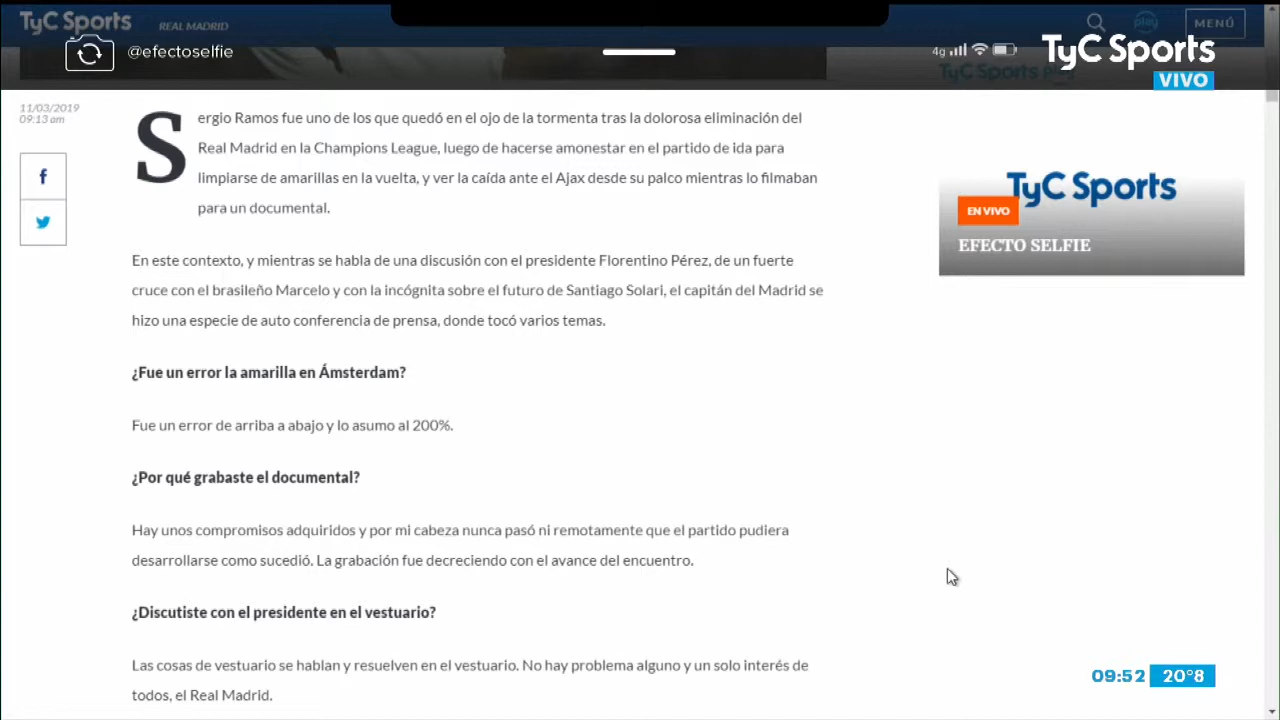 TyC Sports
REAL MADRID
MENÚ
@efectoselfie
4g
TyC Sports
VIVO
11/03/2019
09:13 am
Sergio Ramos fue uno de los que quedó en el ojo de la tormenta tras la dolorosa eliminación del
Real Madrid en la Champions League, luego de hacerse amonestar en el partido de ida para
limpiarse de amarillas en la vuelta, y ver la caída ante el Ajax desde su palco mientras lo filmaban
para un documental.
TyC Sports
EN VIVO
EFECTO SELFIE
En este contexto, y mientras se habla de una discusión con el presidente Florentino Pérez, de un fuerte
cruce con el brasileño Marcelo y con la incógnita sobre el futuro de Santiago Solari, el capitán del Madrid se
hizo una especie de auto conferencia de prensa, donde tocó varios temas.
¿Fue un error la amarilla en Ámsterdam?
Fue un error de arriba a abajo y lo asumo al 200%.
¿Por qué grabaste el documental?
Hay unos compromisos adquiridos y por mi cabeza nunca pasó ni remotamente que el partido pudiera
desarrollarse como sucedió. La grabación fue decreciendo con el avance del encuentro.
¿Discutiste con el presidente en el vestuario?
Las cosas de vestuario se hablan y resuelven en el vestuario. No hay problema alguno y un solo interés de
todos, el Real Madrid.
09:52
20°8